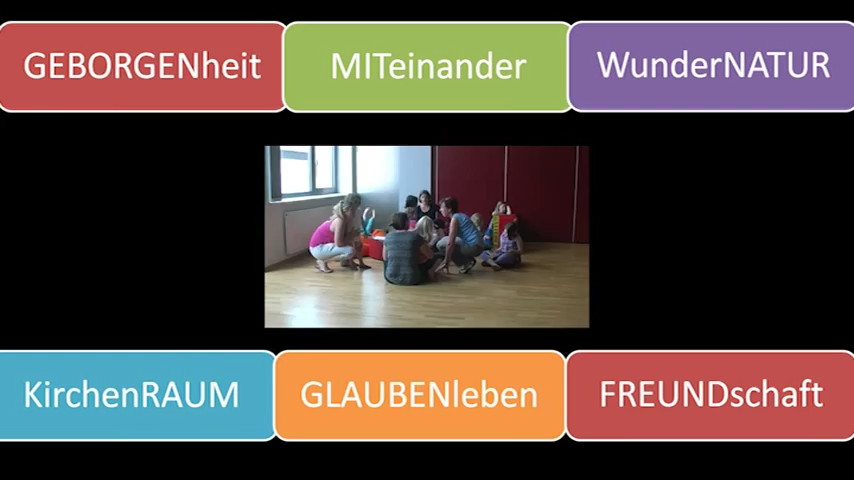 GEBORGENheit
MITeinander
WunderNATUR
KirchenRAUM
GLAUBENleben
FREUNDschaft